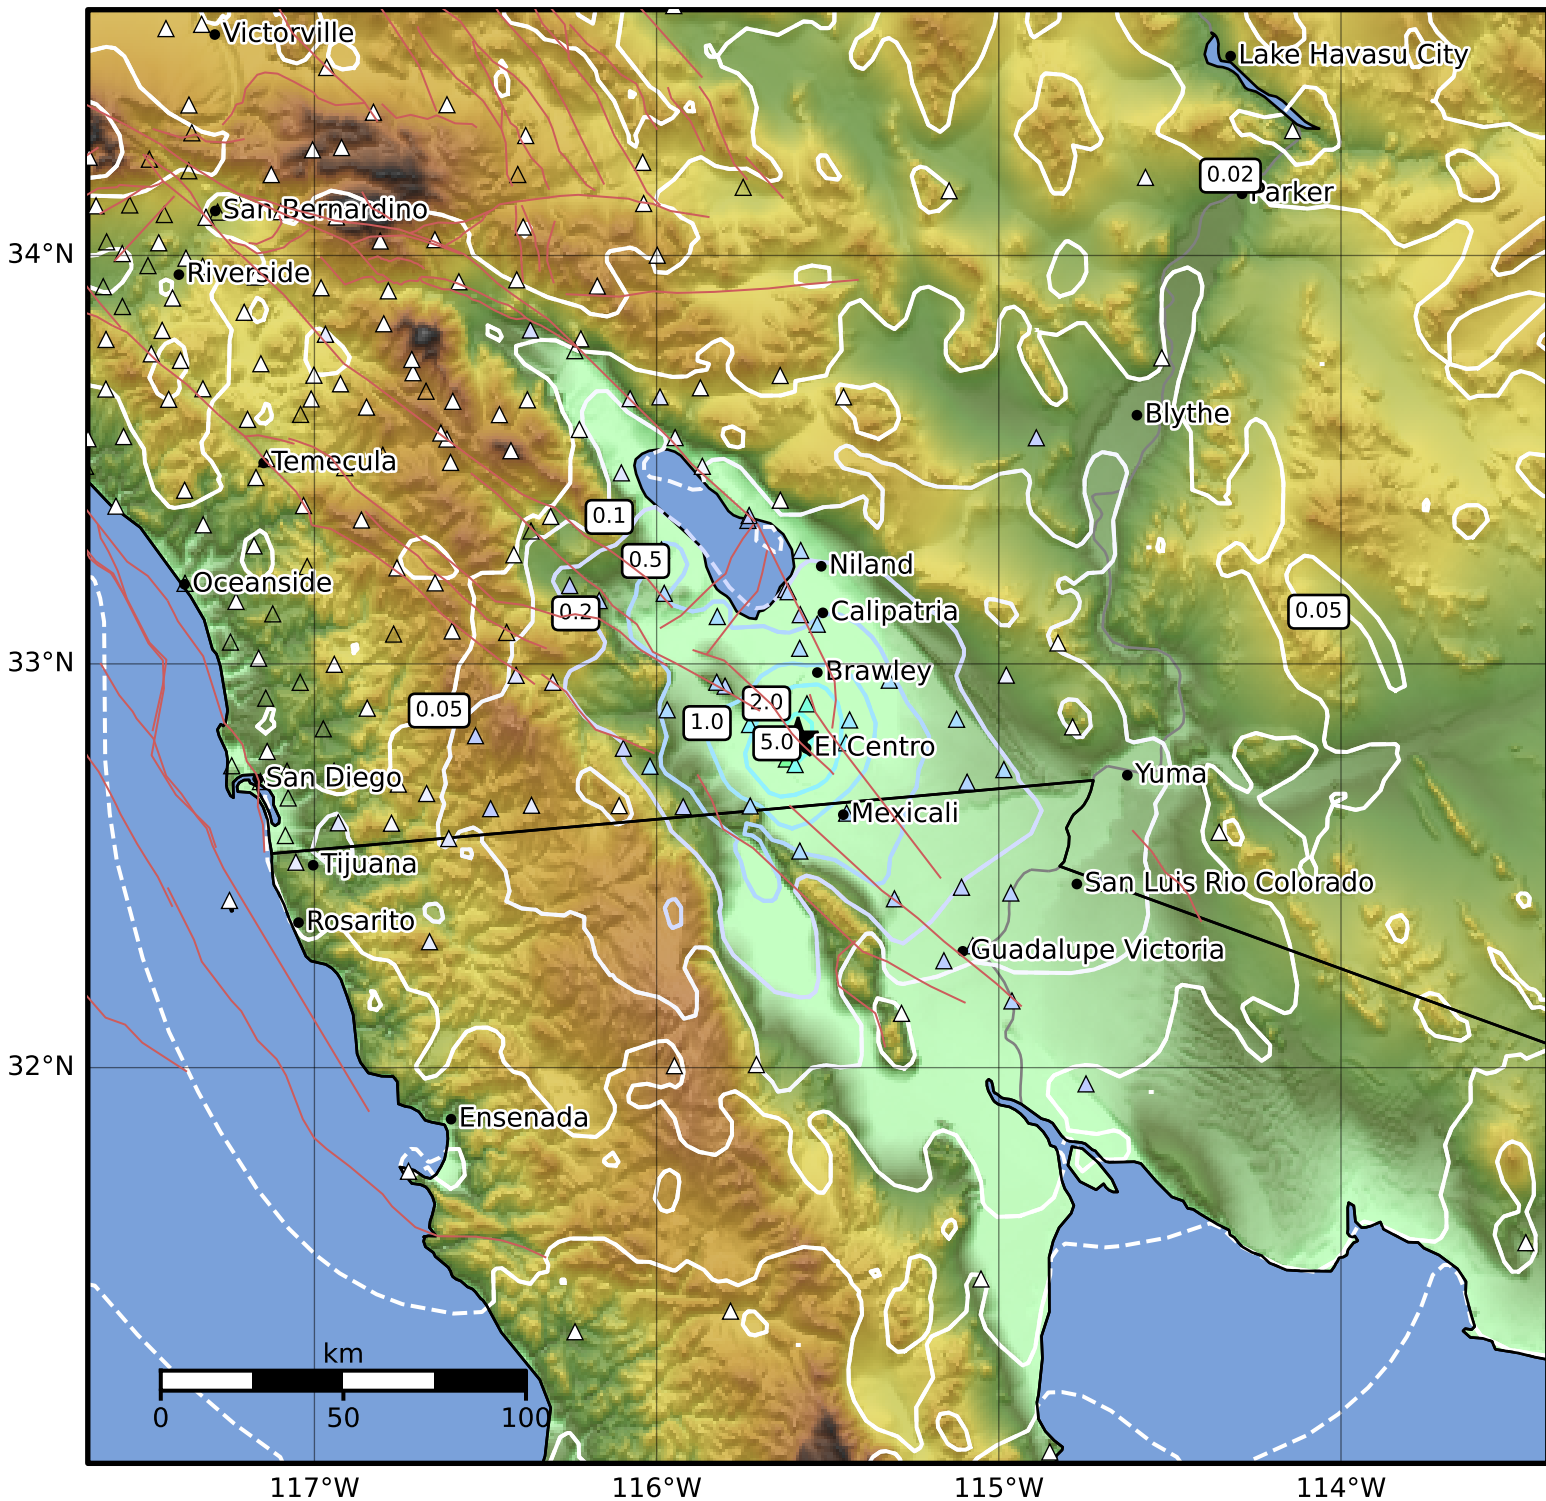 Victorville
Lake Havasu City
0.02
Parker
San Bernardino
34°N
Riverside
Blythe
Temecula
0.1
0.5
Niland
Oceanside
0.2
Calipatria
0.05
33°N
Brawley
0.05
2.0
1.0
5.0
El Centro
San Diego
Yuma
Mexicali
Tijuana
San Luis Rio Colorado
Rosarito
Guadalupe Victoria
32°N
Ensenada
km
0 50 100
117°W 116°W 115°W 114°W